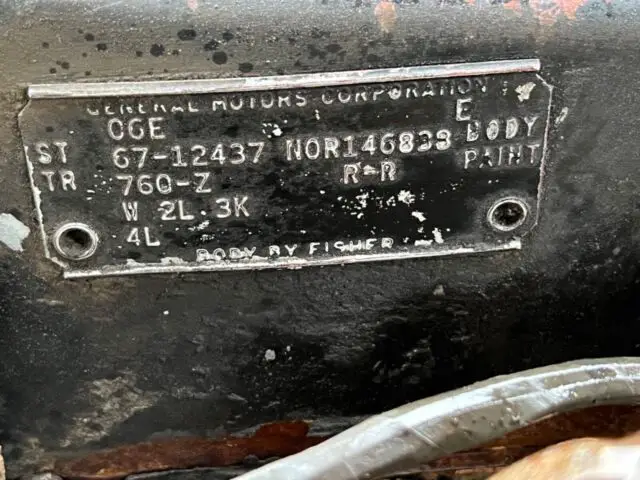 GENERAL MOTORS CORPORATION
E
OGE
ST 67-12437 NOR146833 BODY
TR 760-Z R-R PAINT
W 2L 3K
4L
BODY BY FISHER